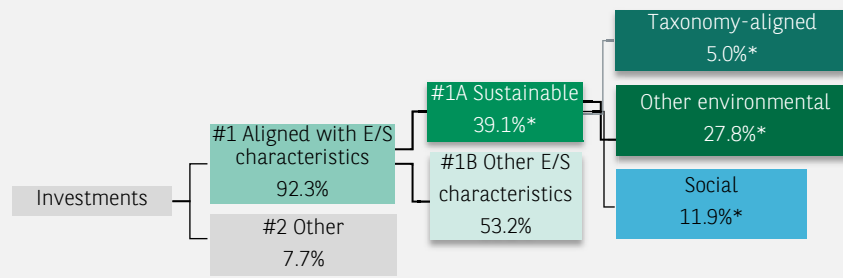 Investments
#1 Aligned with E/S
characteristics
92.3%
#2 Other
7.7%
#1A Sustainable
39.1%*
#1B Other E/S
characteristics
53.2%
Taxonomy-aligned
5.0%*
Other environmental
27.8%*
Social
11.9%*